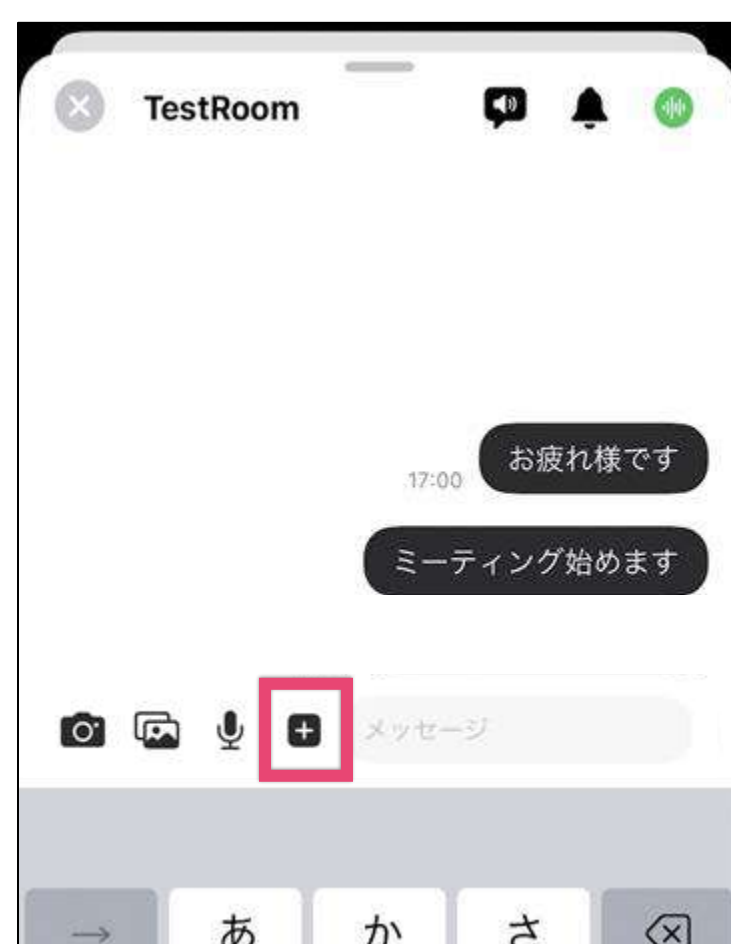 TestRoom
お疲れ様です
17:00
ミーティング始めます
メッセージ
→ あ か さ